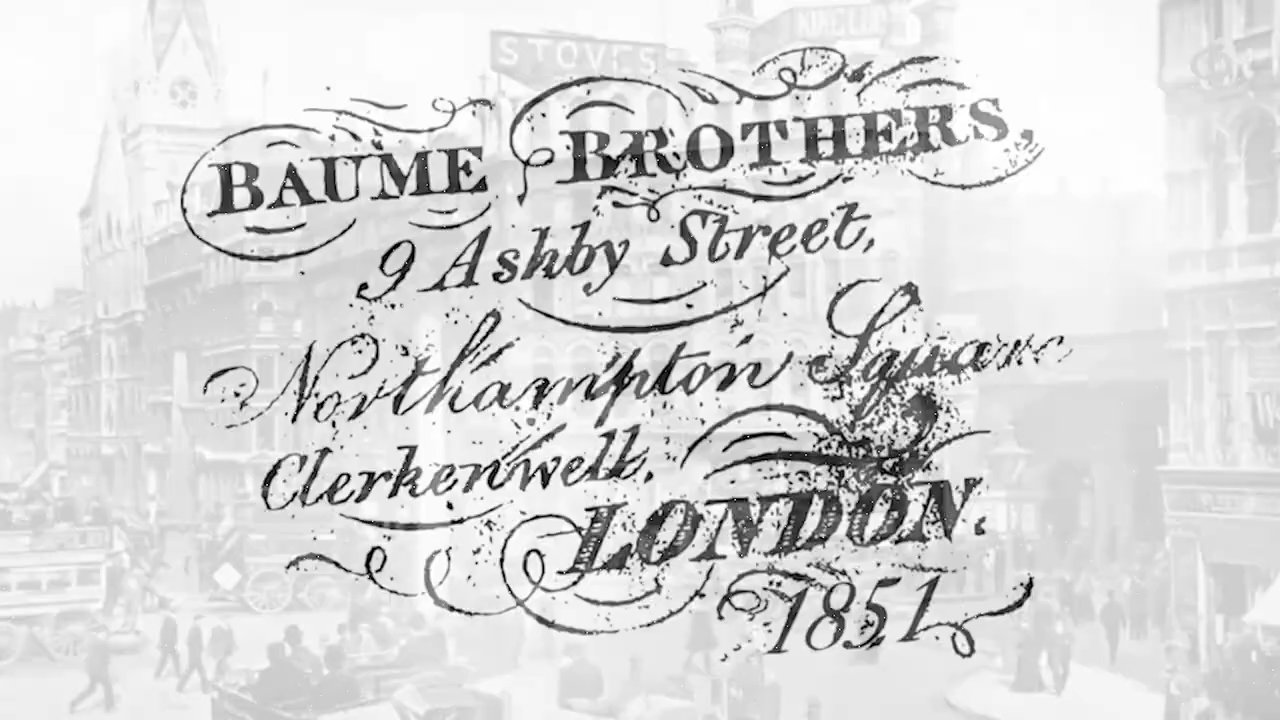 STOVES
BAUME BROTHERS,
9 Ashby Street,
Northampton Square
Clerkenwell,
LONDON.
1851